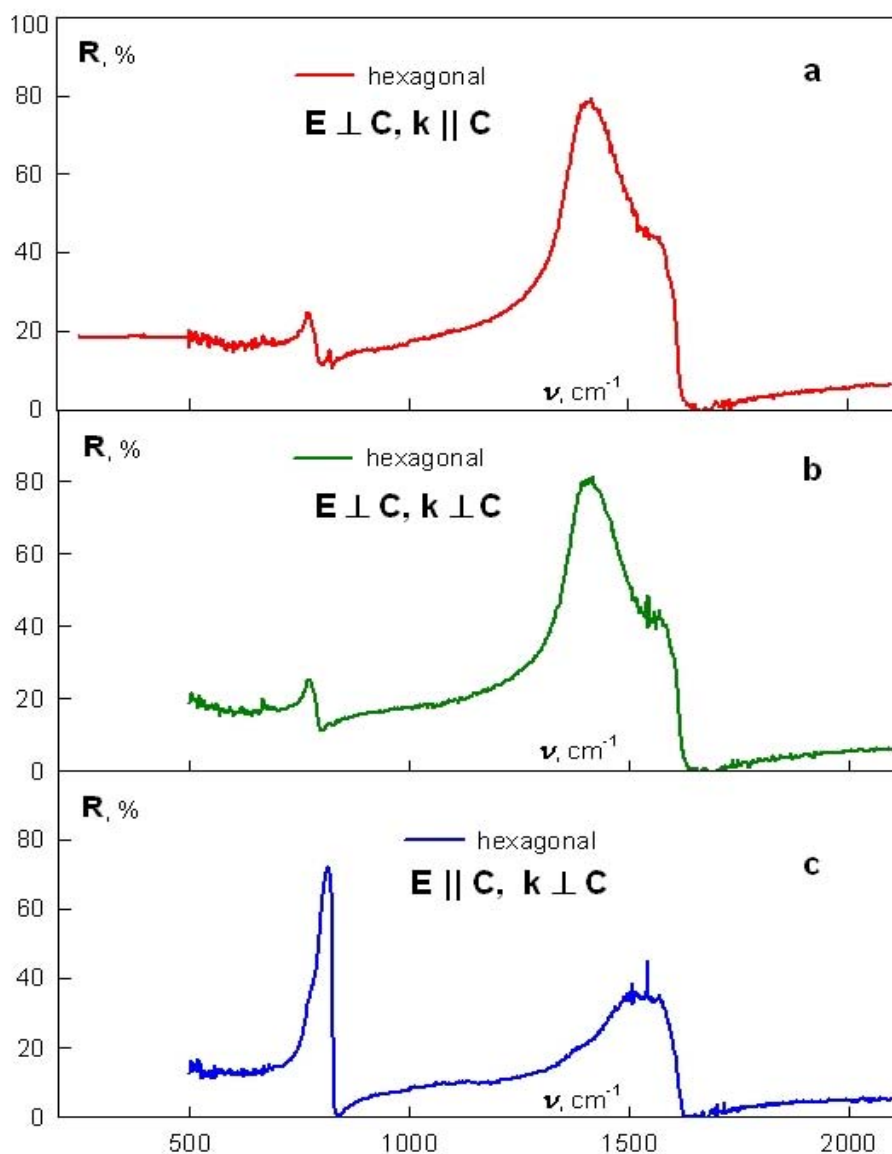 100
R, %
a
hexagonal
80
E ⊥ C, k || C
60
40
20
ν, cm-1
0
R, %
b
hexagonal
80
E ⊥ C, k ⊥ C
60
40
20
ν, cm-1
0
R, %
c
hexagonal
80
E || C, k ⊥ C
60
40
20
ν, cm-1
0
500 1000 1500 2000